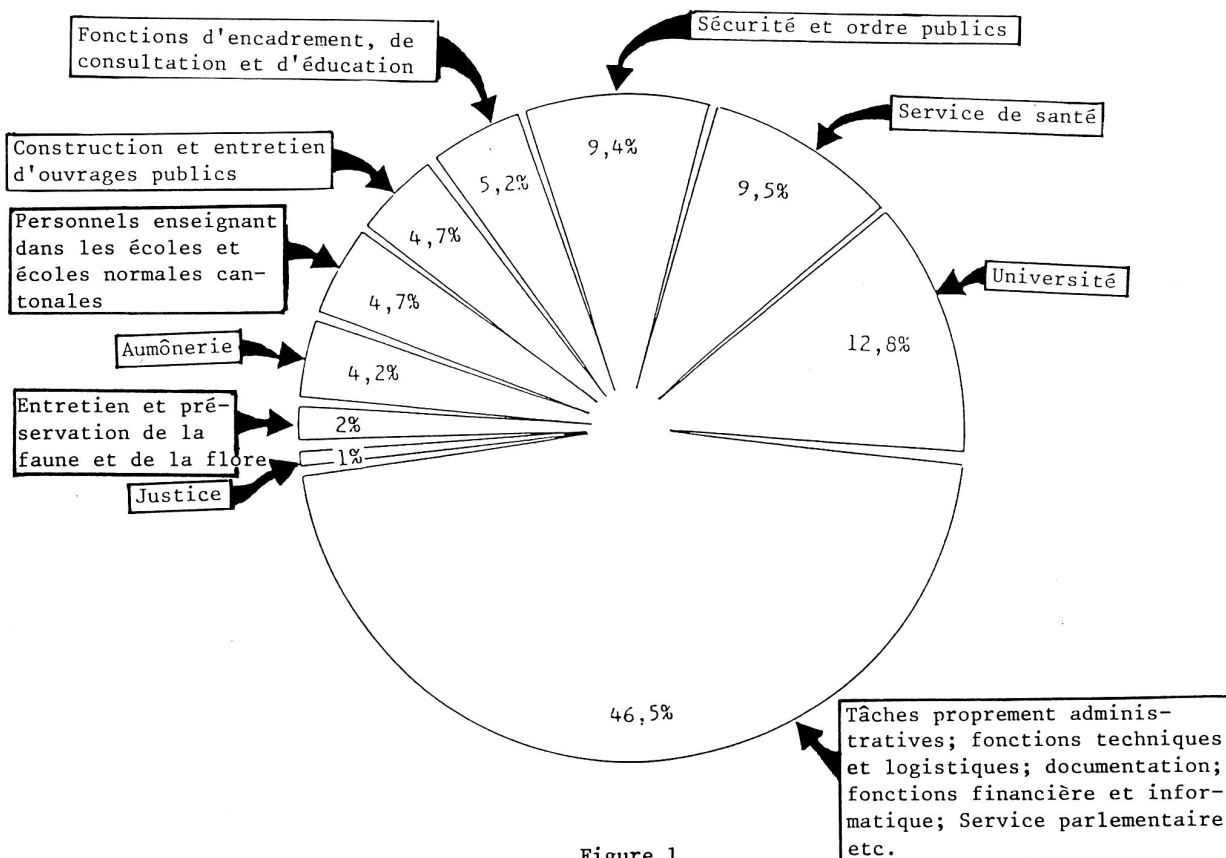 Sécurité et ordre publics
Fonctions d'encadrement, de
consultation et d'éducation
Service de santé
9,4%
Construction et entretien
d'ouvrages publics
5,2%
9,5%
Personnels enseignant
dans les écoles et
écoles normales can-
tonales
4,7%
Université
4,7%
12,8%
Aumônerie
4,2%
Entretien et pré-
servation de la
faune et de la flore
2%
1%
Justice
46,5%
Tâches proprement adminis-
tratives; fonctions techniques
et logistiques; documentation;
fonctions financière et infor-
matique; Service parlementaire
etc.
Figure 1